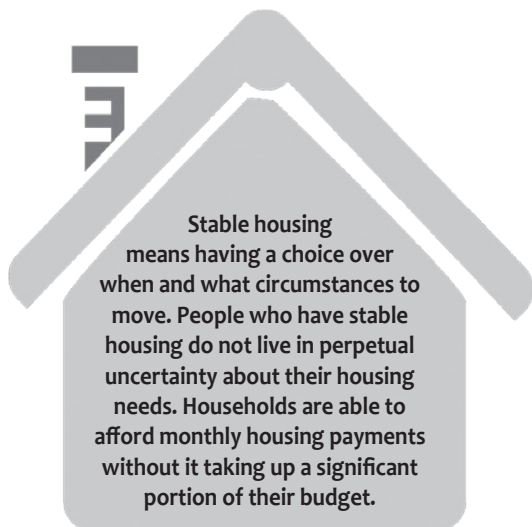 Stable housing
means having a choice over
when and what circumstances to
move. People who have stable
housing do not live in perpetual
uncertainty about their housing
needs. Households are able to
afford monthly housing payments
without it taking up a significant
portion of their budget.